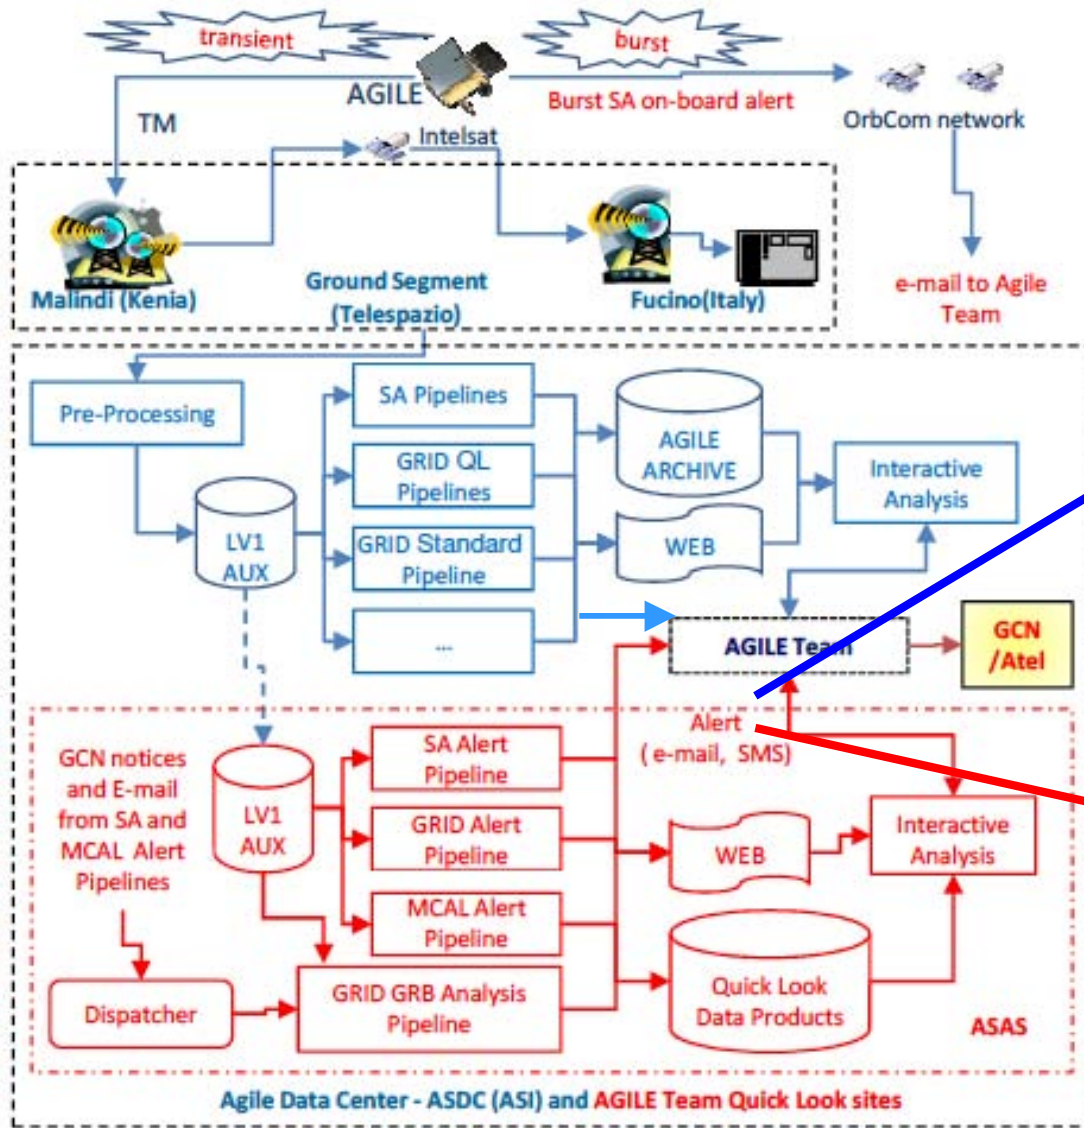 transient
burst
AGILE
Burst SA on-board alert
OrbCom network
TM
Intelsat
Malindi (Kenia)
Ground Segment
(Telespazio)
Fucino(Italy)
e-mail to Agile
Team
Pre-Processing
SA Pipelines
AGILE
ARCHIVE
GRID QL
Pipelines
Interactive
Analysis
LV1
AUX
GRID Standard
Pipeline
WEB
...
AGILE Team
GCN
/Atel
GCN notices
and E-mail
from SA and
MCAL Alert
Pipelines
LV1
AUX
SA Alert
Pipeline
Alert
( e-mail, SMS)
GRID Alert
Pipeline
WEB
Interactive
Analysis
MCAL Alert
Pipeline
Dispatcher
GRID GRB Analysis
Pipeline
Quick Look
Data Products
ASAS
Agile Data Center - ASDC (ASI) and AGILE Team Quick Look sites